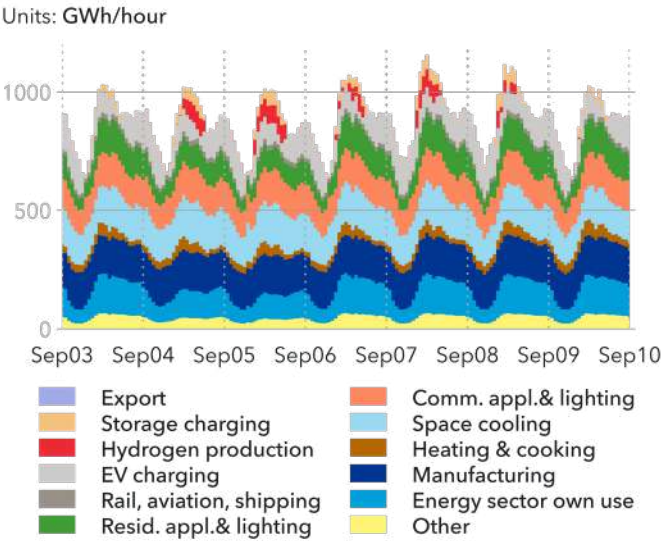 Units: GWh/hour
1000
500
0
Sep03 Sep04 Sep05 Sep06 Sep07 Sep08 Sep09 Sep10
Export
Storage charging
Hydrogen production
EV charging
Rail, aviation, shipping
Resid. appl.& lighting
Comm. appl.& lighting
Space cooling
Heating & cooking
Manufacturing
Energy sector own use
Other